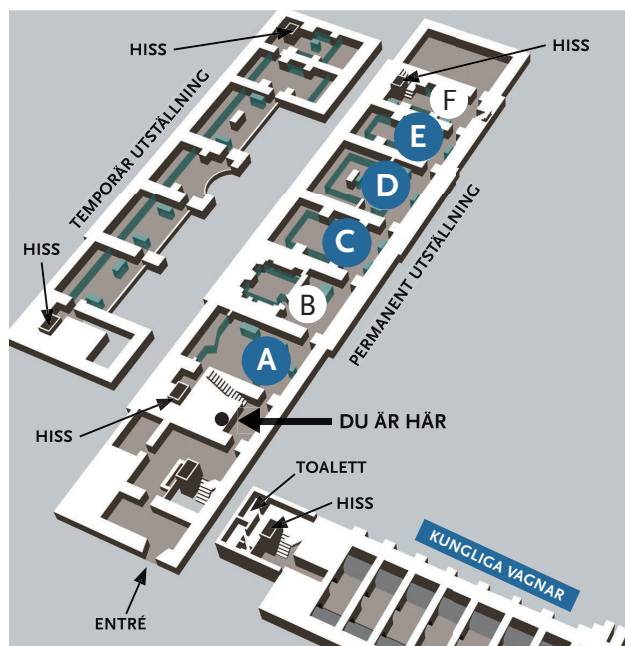 HISS
HISS
TEMPORÄR UTSTÄLLNING
F
E
D
PERMANENT UTSTÄLLNING
C
HISS
B
A
DU ÄR HÄR
HISS
TOALETT
HISS
KUNGLIGA VAGNAR
ENTRÉ